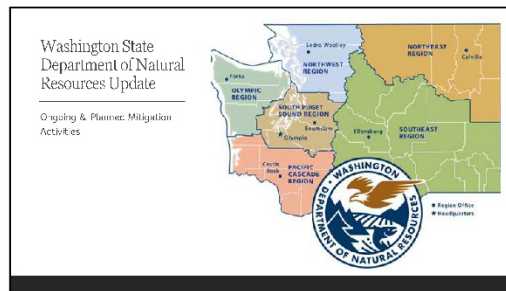 Washington State
Department of Natural
Resources Update
Ongoing & Planned Mitigation
Activities
Sedro Woolley
NORTHWEST
REGION
NORTHEAST
REGION
Colville
Forks
OLYMPIC
REGION
SOUTH PUGET
SOUND REGION
Enumclaw
Olympia
Ellensburg
SOUTHEAST
REGION
Castle
Rock
PACIFIC
CASCADE
REGION
WASHINGTON
DEPARTMENT OF NATURAL RESOURCES
Region Office
Headquarters